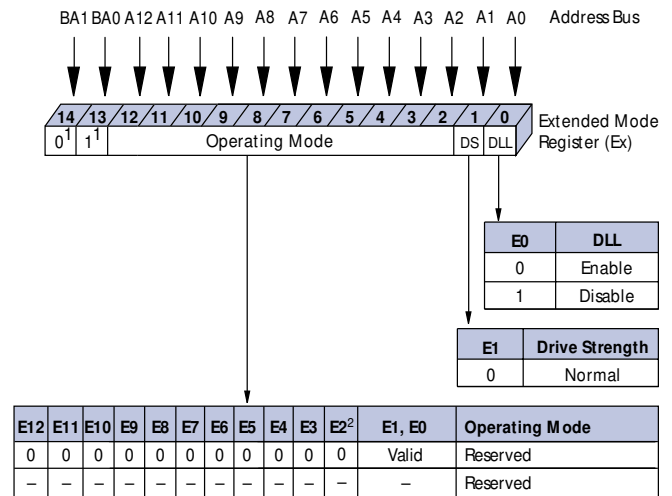 BA1 BA0 A12 A11 A10 A9 A8 A7 A6 A5 A4 A3 A2 A1 A0 Address Bus
14 13 12 11 10 9 8 7 6 5 4 3 2 1 0
Extended Mode
Register (Ex)
0¹ 1¹ Operating Mode DS DLL
E0 DLL
0 Enable
1 Disable
E1 Drive Strength
0 Normal
E12 E11 E10 E9 E8 E7 E6 E5 E4 E3 E2² E1, E0 Operating Mode
0 0 0 0 0 0 0 0 0 0 0 Valid Reserved
– – – – – – – – – – – – Reserved